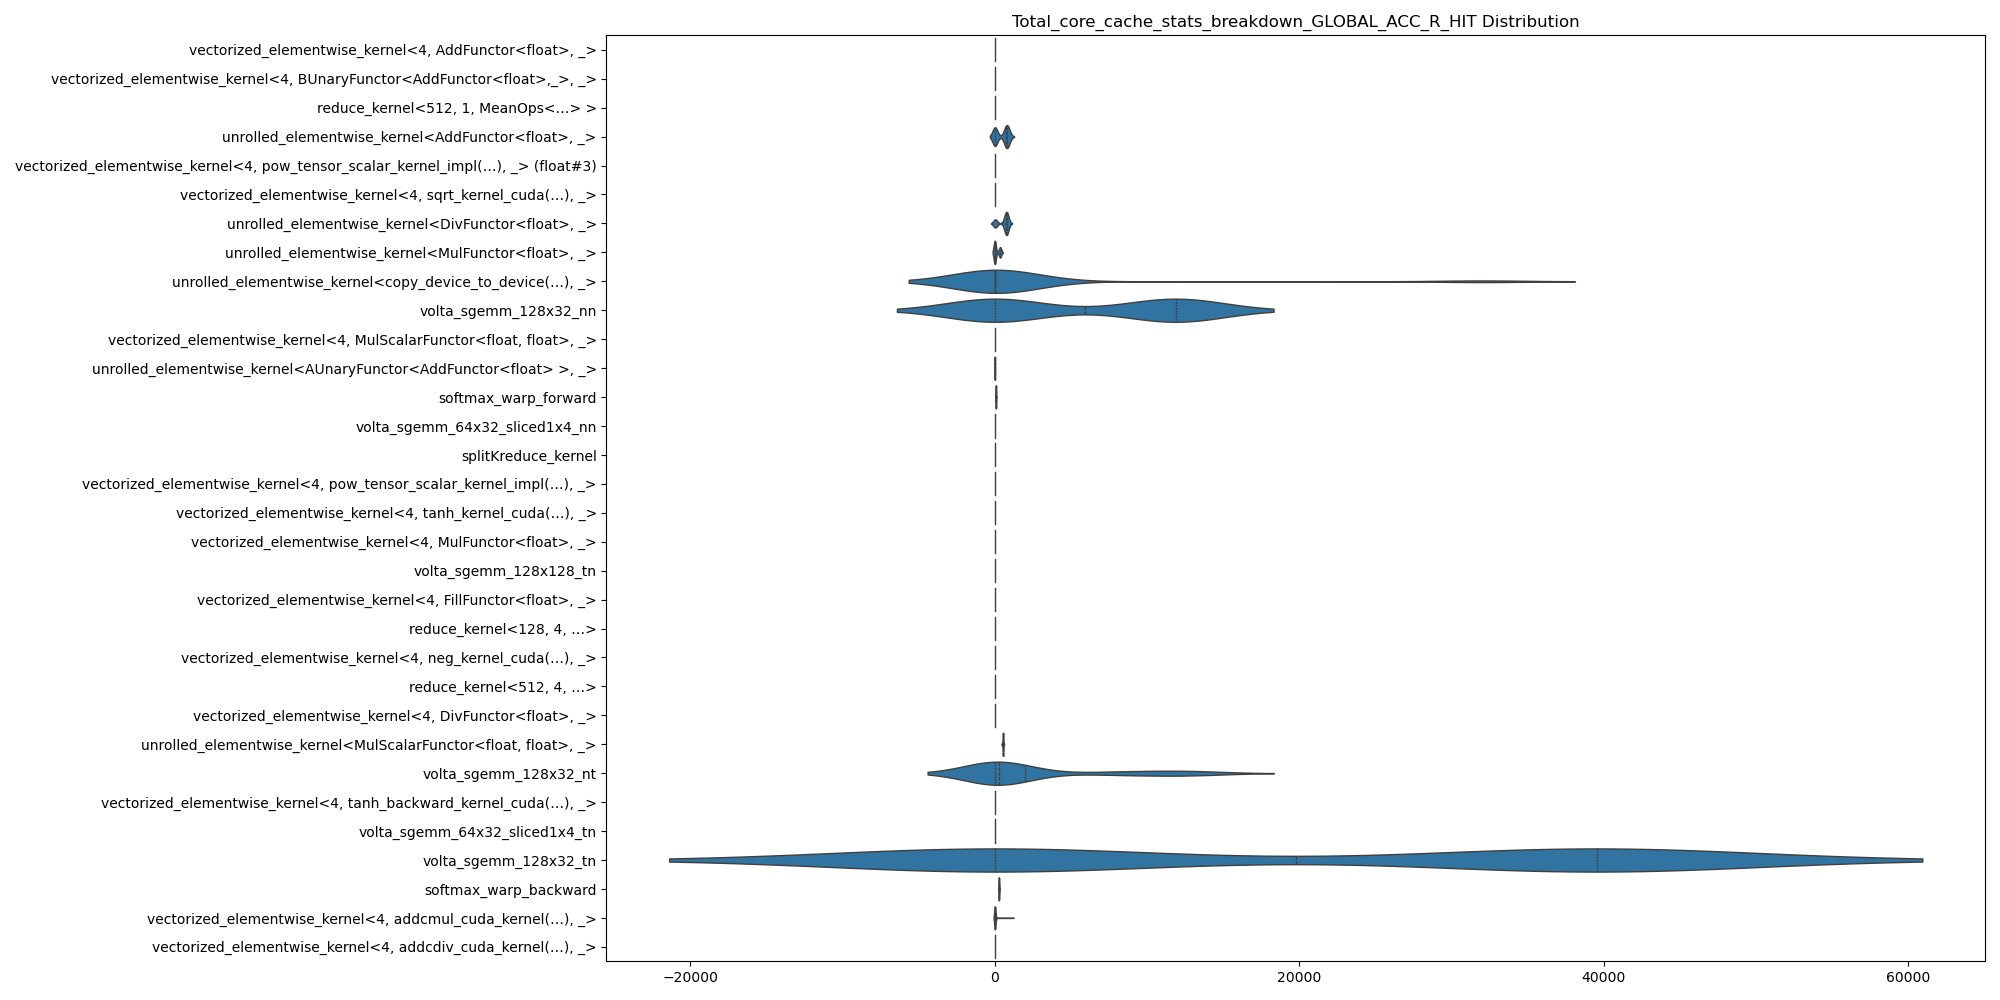 Total_core_cache_stats_breakdown_GLOBAL_ACC_R_HIT Distribution
vectorized_elementwise_kernel<4, AddFunctor<float>, _>
vectorized_elementwise_kernel<4, BUnaryFunctor<AddFunctor<float>,_>, _>
reduce_kernel<512, 1, MeanOps<...> >
unrolled_elementwise_kernel<AddFunctor<float>, _>
vectorized_elementwise_kernel<4, pow_tensor_scalar_kernel_impl(...), _> (float#3)
vectorized_elementwise_kernel<4, sqrt_kernel_cuda(...), _>
unrolled_elementwise_kernel<DivFunctor<float>, _>
unrolled_elementwise_kernel<MulFunctor<float>, _>
unrolled_elementwise_kernel<copy_device_to_device(...), _>
volta_sgemm_128x32_nn
vectorized_elementwise_kernel<4, MulScalarFunctor<float, float>, _>
unrolled_elementwise_kernel<AUnaryFunctor<AddFunctor<float> >, _>
softmax_warp_forward
volta_sgemm_64x32_sliced1x4_nn
splitKreduce_kernel
vectorized_elementwise_kernel<4, pow_tensor_scalar_kernel_impl(...), _>
vectorized_elementwise_kernel<4, tanh_kernel_cuda(...), _>
vectorized_elementwise_kernel<4, MulFunctor<float>, _>
volta_sgemm_128x128_tn
vectorized_elementwise_kernel<4, FillFunctor<float>, _>
reduce_kernel<128, 4, ...>
vectorized_elementwise_kernel<4, neg_kernel_cuda(...), _>
reduce_kernel<512, 4, ...>
vectorized_elementwise_kernel<4, DivFunctor<float>, _>
unrolled_elementwise_kernel<MulScalarFunctor<float, float>, _>
volta_sgemm_128x32_nt
vectorized_elementwise_kernel<4, tanh_backward_kernel_cuda(...), _>
volta_sgemm_64x32_sliced1x4_tn
volta_sgemm_128x32_tn
softmax_warp_backward
vectorized_elementwise_kernel<4, addcmul_cuda_kernel(...), _>
vectorized_elementwise_kernel<4, addcdiv_cuda_kernel(...), _>
−20000 0 20000 40000 60000